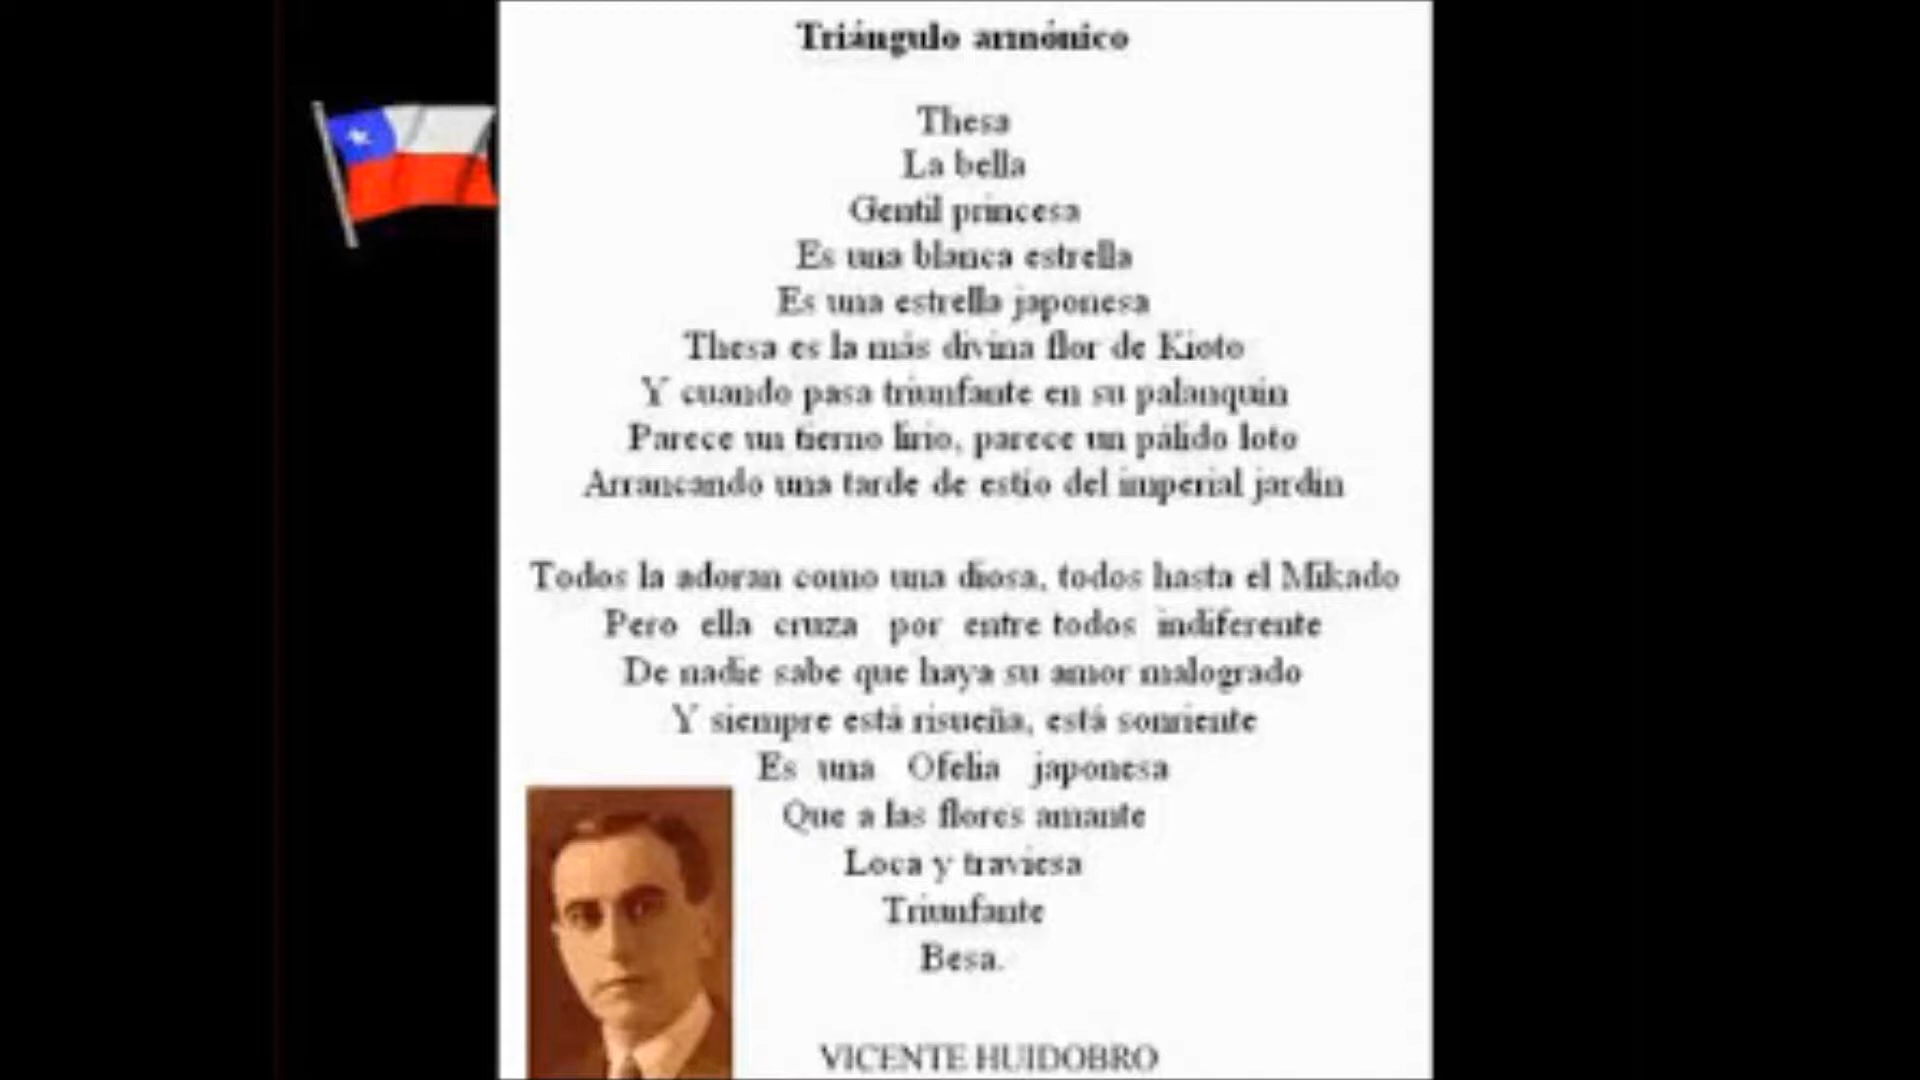 Triángulo armónico
Thesa
La bella
Gentil princesa
Es una blanca estrella
Es una estrella japonesa
Thesa es la más divina flor de Kioto
Y cuando pasa triunfante en su palanquin
Parece un tierno lirio, parece un pálido loto
Arrancando una tarde de estío del imperial jardín
Todos la adoran como una diosa, todos hasta el Mikado
Pero ella cruza por entre todos indiferente
De nadie sabe que haya su amor malogrado
Y siempre está risueña, está sonriente
Es una Ofelia japonesa
Que a las flores amante
Loca y traviesa
Triunfante
Besa.
VICENTE HUIDOBRO